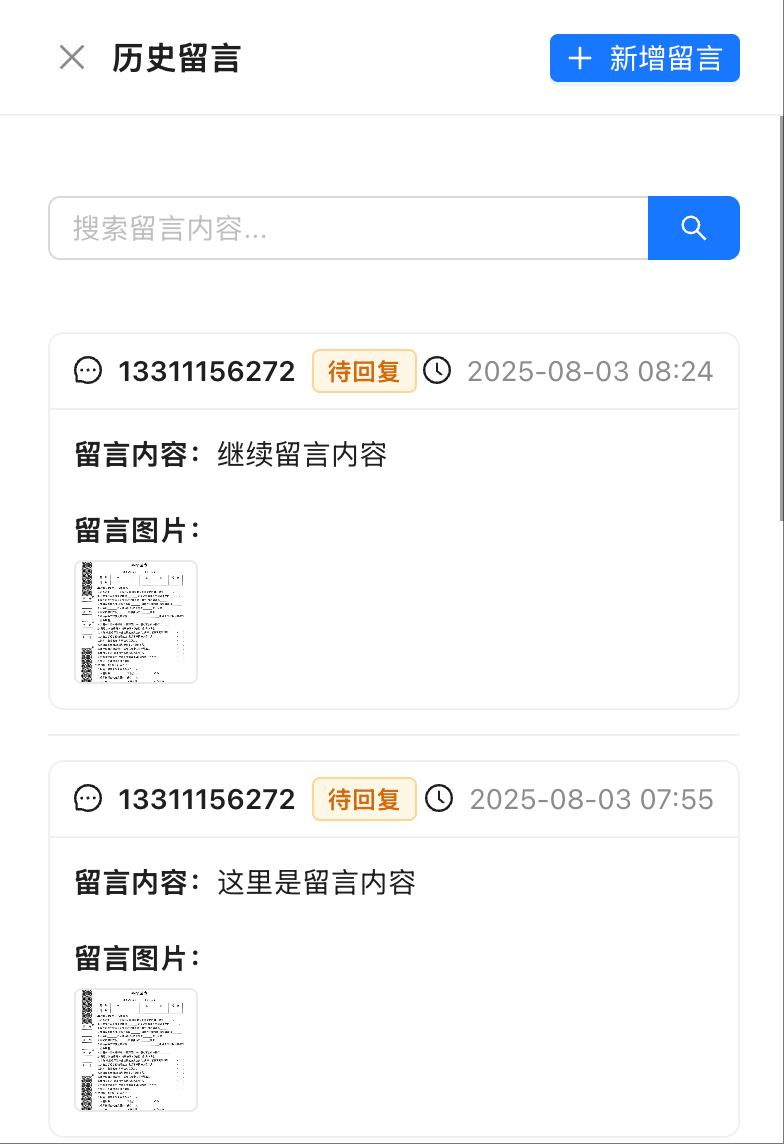 历史留言
新增留言
搜索留言内容...
13311156272 待回复 2025-08-03 08:24
留言内容：继续留言内容
留言图片：
13311156272 待回复 2025-08-03 07:55
留言内容：这里是留言内容
留言图片：